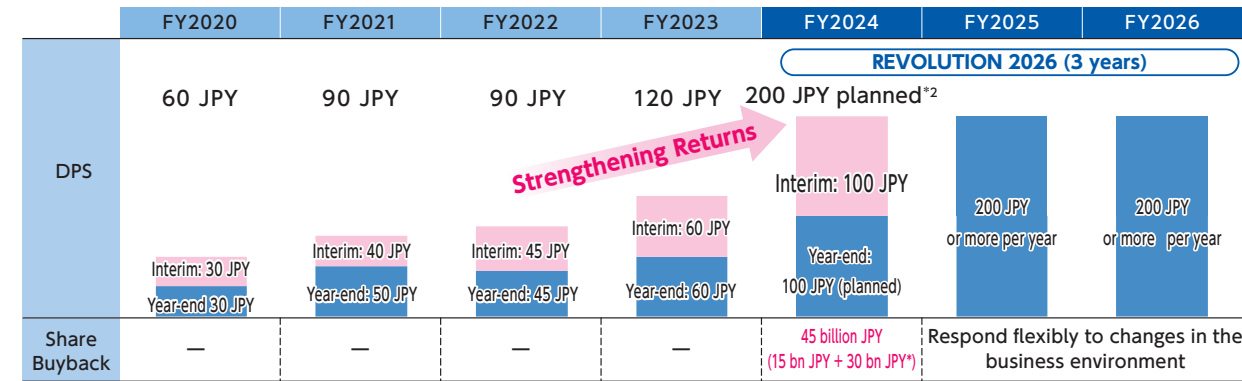 FY2020 FY2021 FY2022 FY2023 FY2024 FY2025 FY2026
REVOLUTION 2026 (3 years)
60 JPY 90 JPY 90 JPY 120 JPY 200 JPY planned*2
Strengthening Returns
DPS
Interim: 30 JPY
Year-end 30 JPY
Interim: 40 JPY
Year-end: 50 JPY
Interim: 45 JPY
Year-end: 45 JPY
Interim: 60 JPY
Year-end: 60 JPY
Interim: 100 JPY
Year-end:
100 JPY (planned)
200 JPY
or more per year
200 JPY
or more per year
Share
Buyback
— — — —
45 billion JPY
(15 bn JPY + 30 bn JPY*)
Respond flexibly to changes in the
business environment